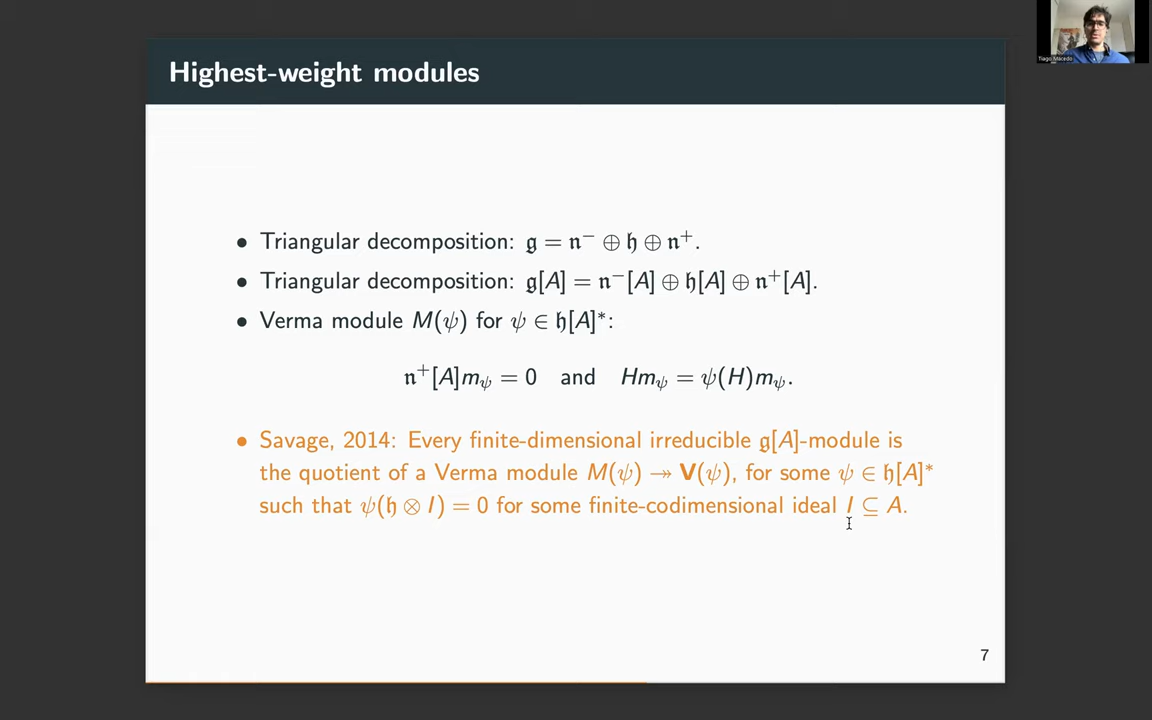 Tiago Macedo
Highest-weight modules
• Triangular decomposition: 𝔤 = 𝔫⁻ ⊕ 𝔥 ⊕ 𝔫⁺.
• Triangular decomposition: 𝔤[A] = 𝔫⁻[A] ⊕ 𝔥[A] ⊕ 𝔫⁺[A].
• Verma module M(ψ) for ψ ∈ 𝔥[A]*:
𝔫⁺[A]m_ψ = 0 and Hm_ψ = ψ(H)m_ψ.
• Savage, 2014: Every finite-dimensional irreducible 𝔤[A]-module is
the quotient of a Verma module M(ψ) ↠ V(ψ), for some ψ ∈ 𝔥[A]*
such that ψ(𝔥 ⊗ I) = 0 for some finite-codimensional ideal I ⊆ A.
7